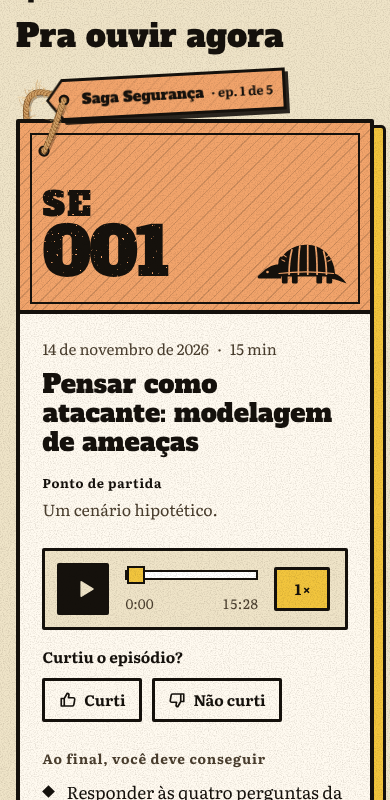 Pra ouvir agora
Saga Segurança · ep. 1 de 5
SE
001
14 de novembro de 2026 · 15 min
Pensar como
atacante: modelagem
de ameaças
Ponto de partida
Um cenário hipotético.
1×
0:00 15:28
Curtiu o episódio?
Curti Não curti
Ao final, você deve conseguir
◆ Responder às quatro perguntas da